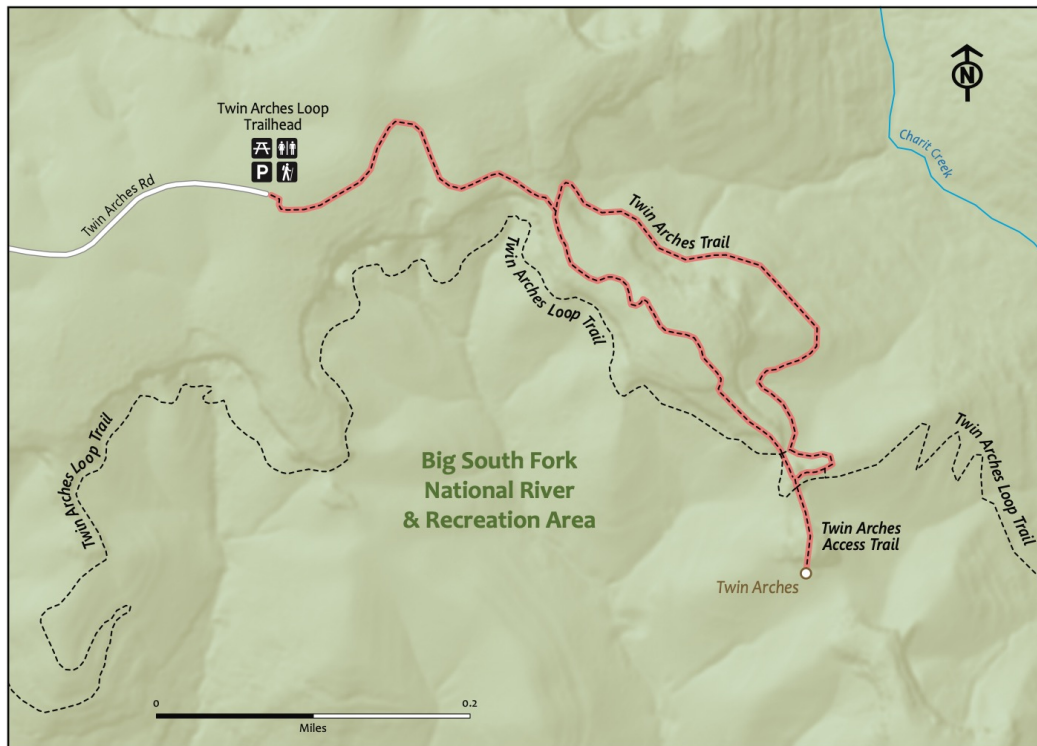 Twin Arches Loop
Trailhead
P
N
Charit Creek
Twin Arches Rd
Twin Arches Trail
Twin Arches Loop Trail
Twin Arches Loop Trail
Twin Arches Loop Trail
Big South Fork
National River
& Recreation Area
Twin Arches
Access Trail
Twin Arches
0
0.2
Miles